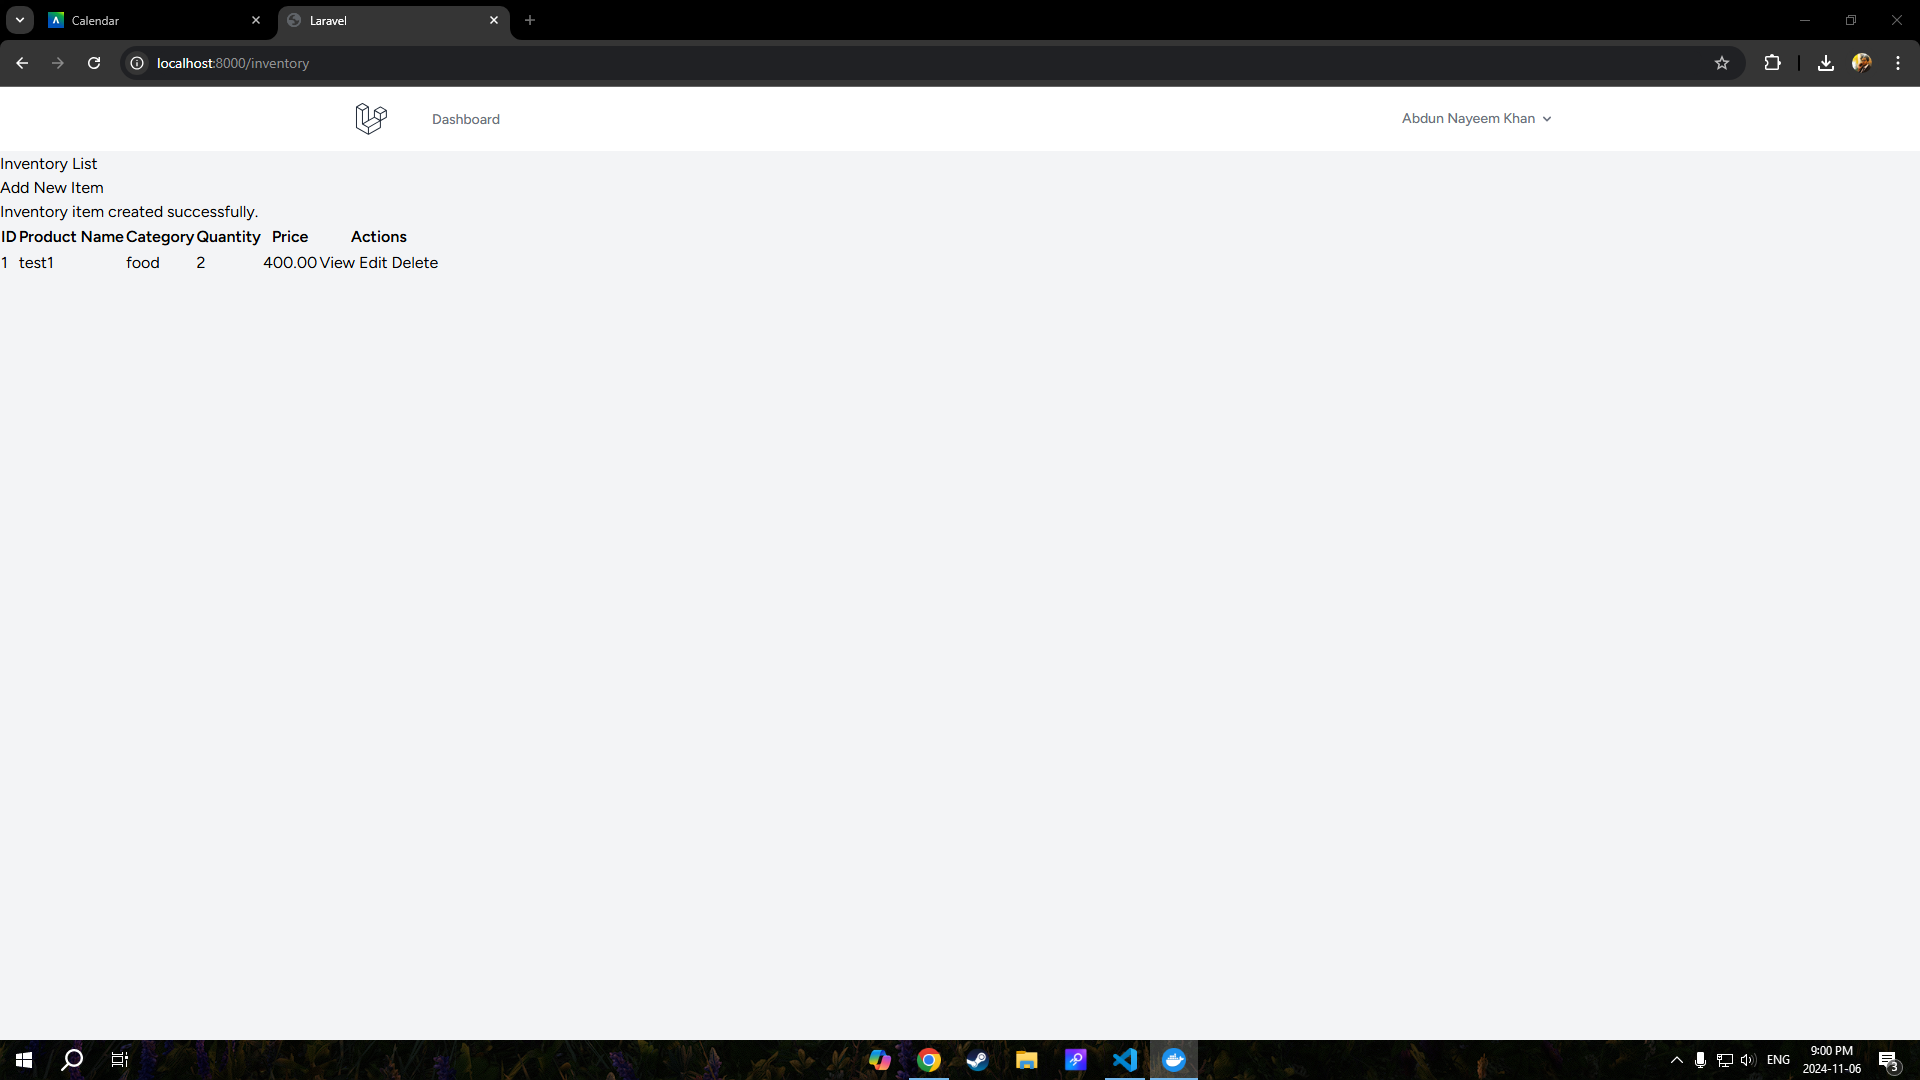 Calendar
Laravel
localhost:8000/inventory
Dashboard
Abdun Nayeem Khan
Inventory List
Add New Item
Inventory item created successfully.
ID Product Name Category Quantity Price Actions
1 test1 food 2 400.00 View Edit Delete
ENG
9:00 PM
2024-11-06
3